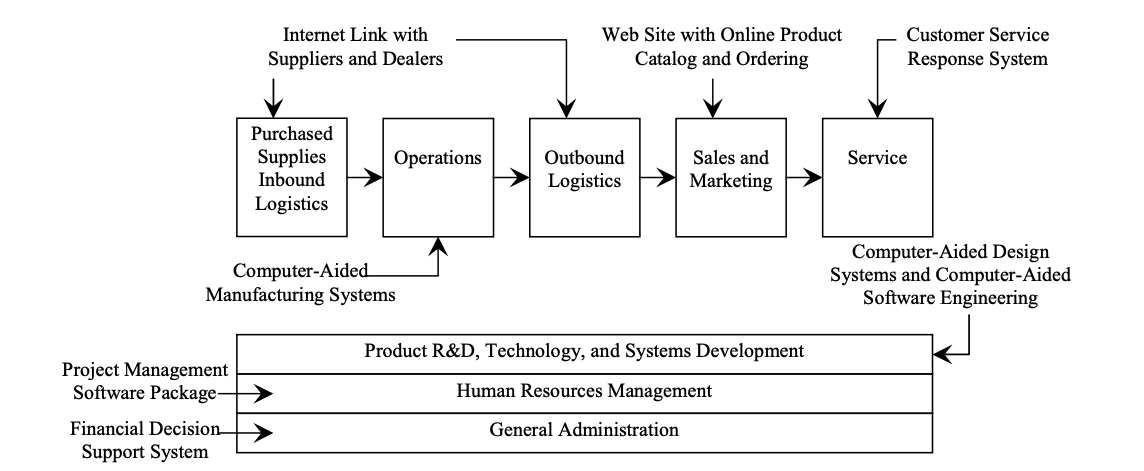 Internet Link with
Suppliers and Dealers
Web Site with Online Product
Catalog and Ordering
Customer Service
Response System
Purchased
Supplies
Inbound
Logistics
Operations
Outbound
Logistics
Sales and
Marketing
Service
Computer-Aided
Manufacturing Systems
Computer-Aided Design
Systems and Computer-Aided
Software Engineering
Product R&D, Technology, and Systems Development
Project Management
Software Package
Human Resources Management
Financial Decision
Support System
General Administration